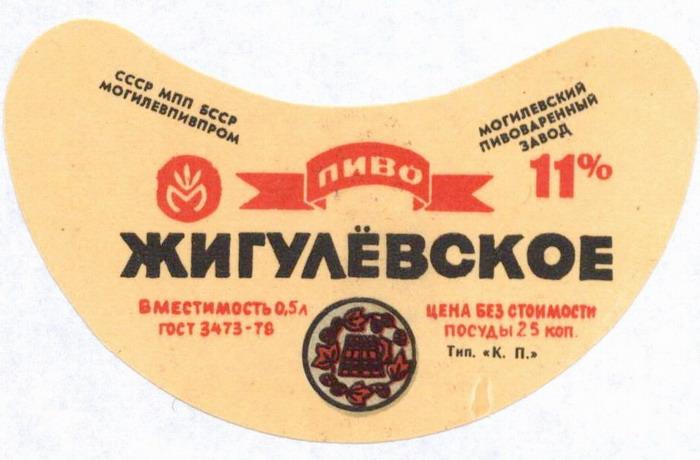 СССР МПП БССР
МОГИЛЕВПИВПРОМ
МОГИЛЕВСКИЙ
ПИВОВАРЕННЫЙ
ЗАВОД
11%
ПИВО
ЖИГУЛЁВСКОЕ
ВМЕСТИМОСТЬ 0,5л
ГОСТ 3473-78
ЦЕНА БЕЗ СТОИМОСТИ
ПОСУДЫ 25 КОП.
Тип. «К. П.»